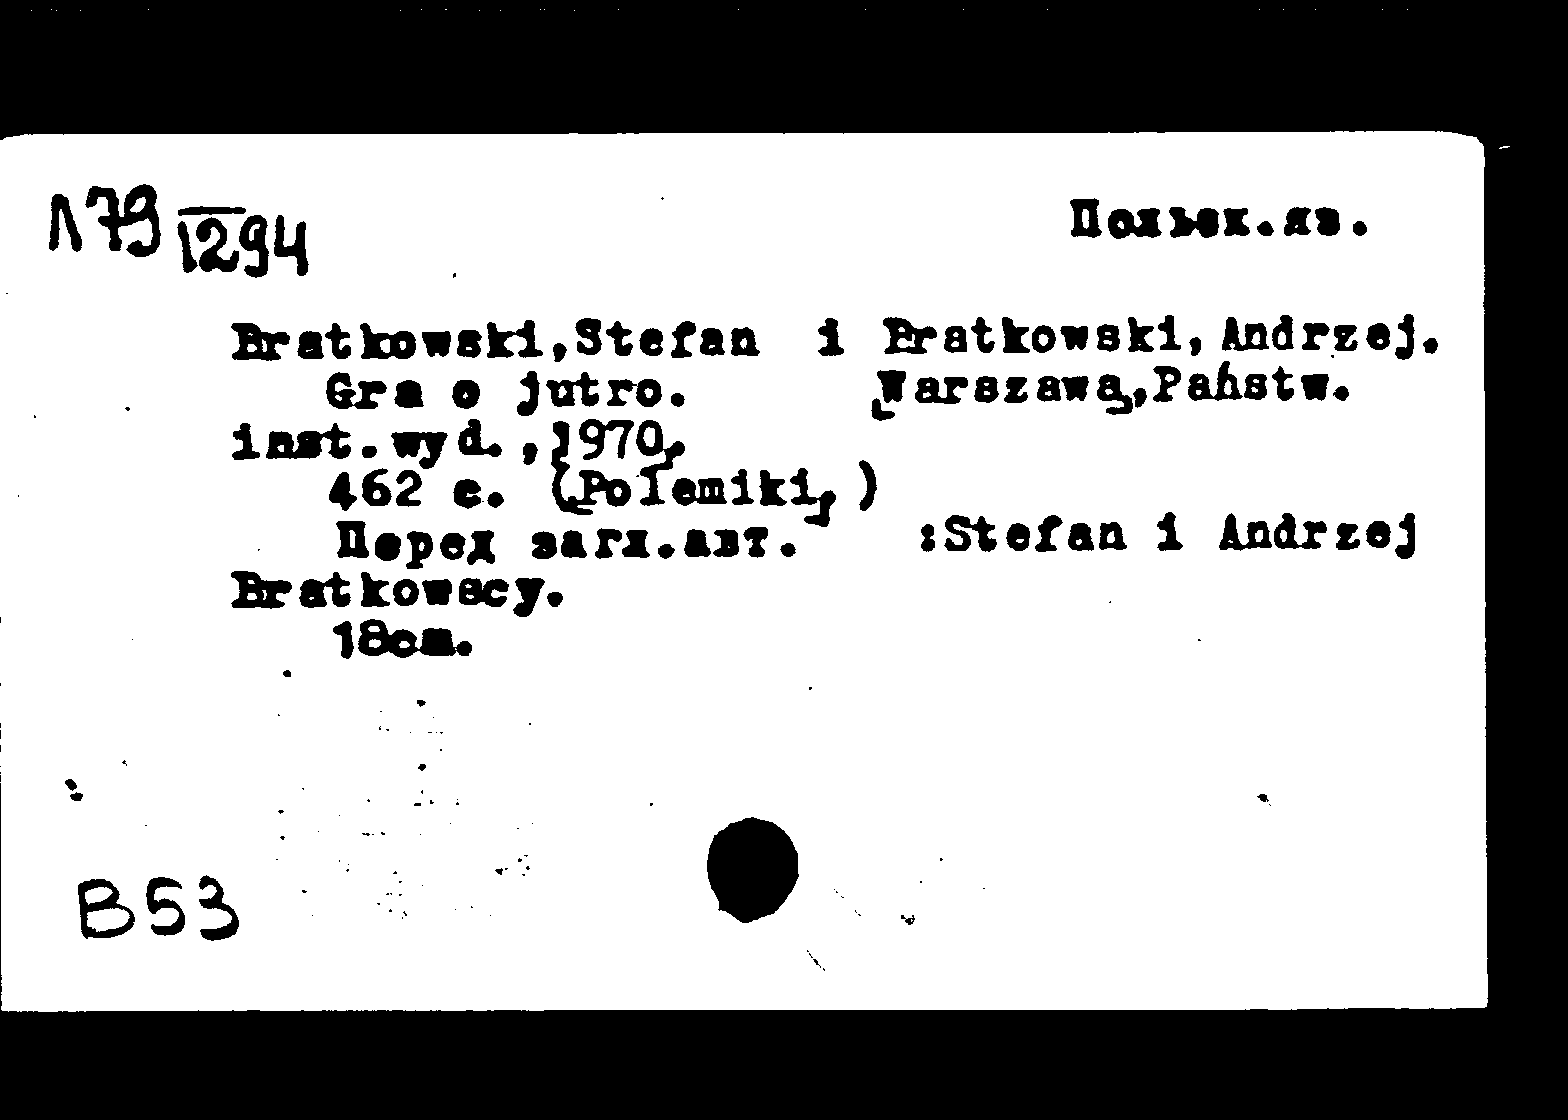 Л79
1294
Польск.яз.
Bratkowski,Stefan i Bratkowski,Andrzej.
Gra o jutro. [Warszawa],Państw.
inst.wyd.,1970.
462 с. (Polemiki.)
Перед загл.авт. :Stefan i Andrzej
Bratkowscy.
18см.
B53